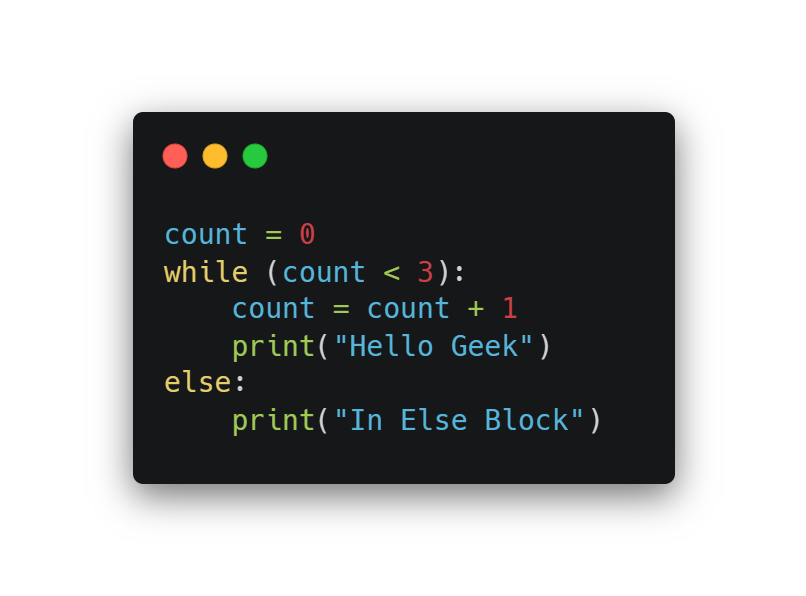 count = 0
while (count < 3):
    count = count + 1
    print("Hello Geek")
else:
    print("In Else Block")